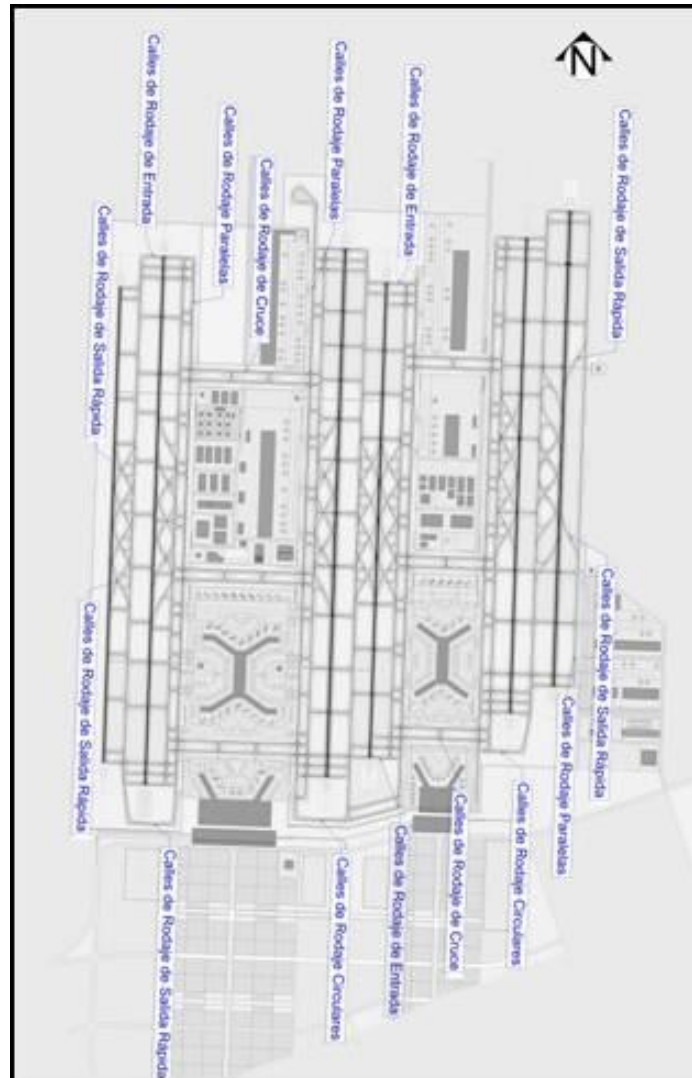 N
Calles de Rodaje de Salida Rápida
Calles de Rodaje de Salida Rápida
Calles de Rodaje Paralelas
Calles de Rodaje Circulares
Calles de Rodaje de Cruce
Calles de Rodaje de Entrada
Calles de Rodaje de Entrada
Calles de Rodaje Paralelas
Calles de Rodaje Circulares
Calles de Rodaje de Cruce
Calles de Rodaje Paralelas
Calles de Rodaje de Entrada
Calles de Rodaje de Salida Rápida
Calles de Rodaje de Salida Rápida
Calles de Rodaje de Salida Rápida